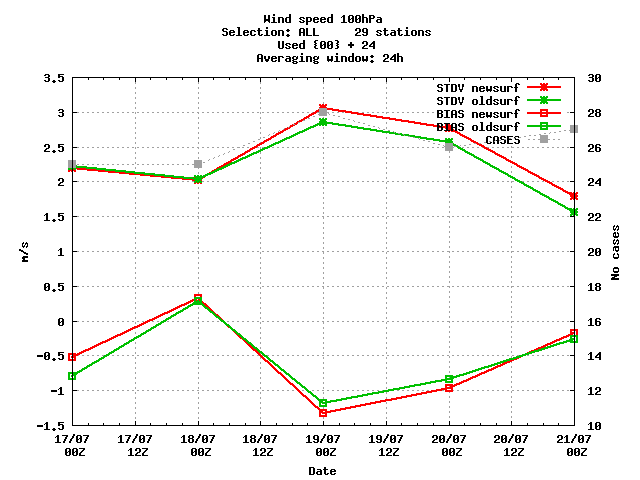 Wind speed 100hPa
Selection: ALL     29 stations
Used {00} + 24
Averaging window: 24h
3.5
3
2.5
2
1.5
1
0.5
0
-0.5
-1
-1.5
m/s
30
28
26
24
22
20
18
16
14
12
10
No cases
STDV newsurf
STDV oldsurf
BIAS newsurf
BIAS oldsurf
CASES
17/07 17/07 18/07 18/07 19/07 19/07 20/07 20/07 21/07
00Z 12Z 00Z 12Z 00Z 12Z 00Z 12Z 00Z
Date